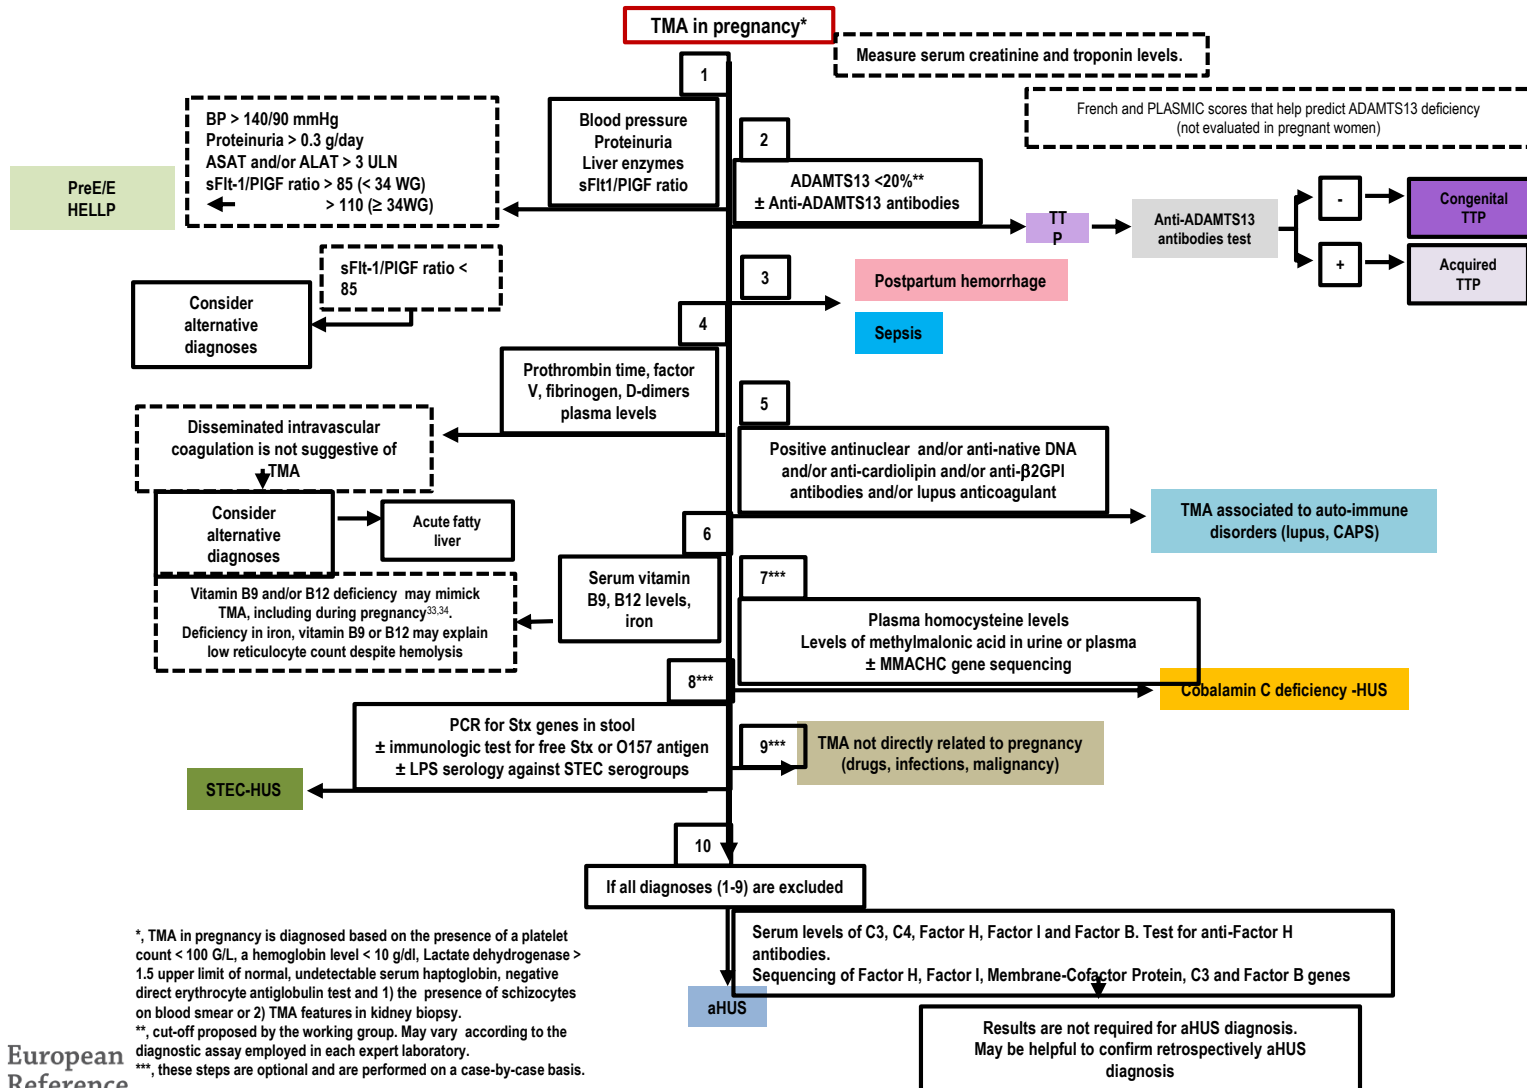 TMA in pregnancy*
Measure serum creatinine and troponin levels.
1
French and PLASMIC scores that help predict ADAMTS13 deficiency
(not evaluated in pregnant women)
BP > 140/90 mmHg
Proteinuria > 0.3 g/day
ASAT and/or ALAT > 3 ULN
sFlt-1/PIGF ratio > 85 (< 34 WG)
> 110 (≥ 34WG)
PreE/E
HELLP
Blood pressure
Proteinuria
Liver enzymes
sFlt1/PIGF ratio
2
ADAMTS13 <20%**
± Anti-ADAMTS13 antibodies
TT
P
Anti-ADAMTS13
antibodies test
-
Congenital
TTP
+
Acquired
TTP
sFlt-1/PIGF ratio <
85
Consider
alternative
diagnoses
3
Postpartum hemorrhage
Sepsis
4
Prothrombin time, factor
V, fibrinogen, D-dimers
plasma levels
Disseminated intravascular
coagulation is not suggestive of
TMA
Consider
alternative
diagnoses
Acute fatty
liver
5
Positive antinuclear and/or anti-native DNA
and/or anti-cardiolipin and/or anti-β2GPI
antibodies and/or lupus anticoagulant
TMA associated to auto-immune
disorders (lupus, CAPS)
6
Serum vitamin
B9, B12 levels,
iron
Vitamin B9 and/or B12 deficiency may mimick
TMA, including during pregnancy33,34.
Deficiency in iron, vitamin B9 or B12 may explain
low reticulocyte count despite hemolysis
7***
Plasma homocysteine levels
Levels of methylmalonic acid in urine or plasma
± MMACHC gene sequencing
Cobalamin C deficiency -HUS
8***
PCR for Stx genes in stool
± immunologic test for free Stx or O157 antigen
± LPS serology against STEC serogroups
STEC-HUS
9***
TMA not directly related to pregnancy
(drugs, infections, malignancy)
10
If all diagnoses (1-9) are excluded
Serum levels of C3, C4, Factor H, Factor I and Factor B. Test for anti-Factor H
antibodies.
Sequencing of Factor H, Factor I, Membrane-Cofactor Protein, C3 and Factor B genes
aHUS
Results are not required for aHUS diagnosis.
May be helpful to confirm retrospectively aHUS
diagnosis
*, TMA in pregnancy is diagnosed based on the presence of a platelet
count < 100 G/L, a hemoglobin level < 10 g/dl, Lactate dehydrogenase >
1.5 upper limit of normal, undetectable serum haptoglobin, negative
direct erythrocyte antiglobulin test and 1) the presence of schizocytes
on blood smear or 2) TMA features in kidney biopsy.
**, cut-off proposed by the working group. May vary according to the
diagnostic assay employed in each expert laboratory.
***, these steps are optional and are performed on a case-by-case basis.
European
Reference